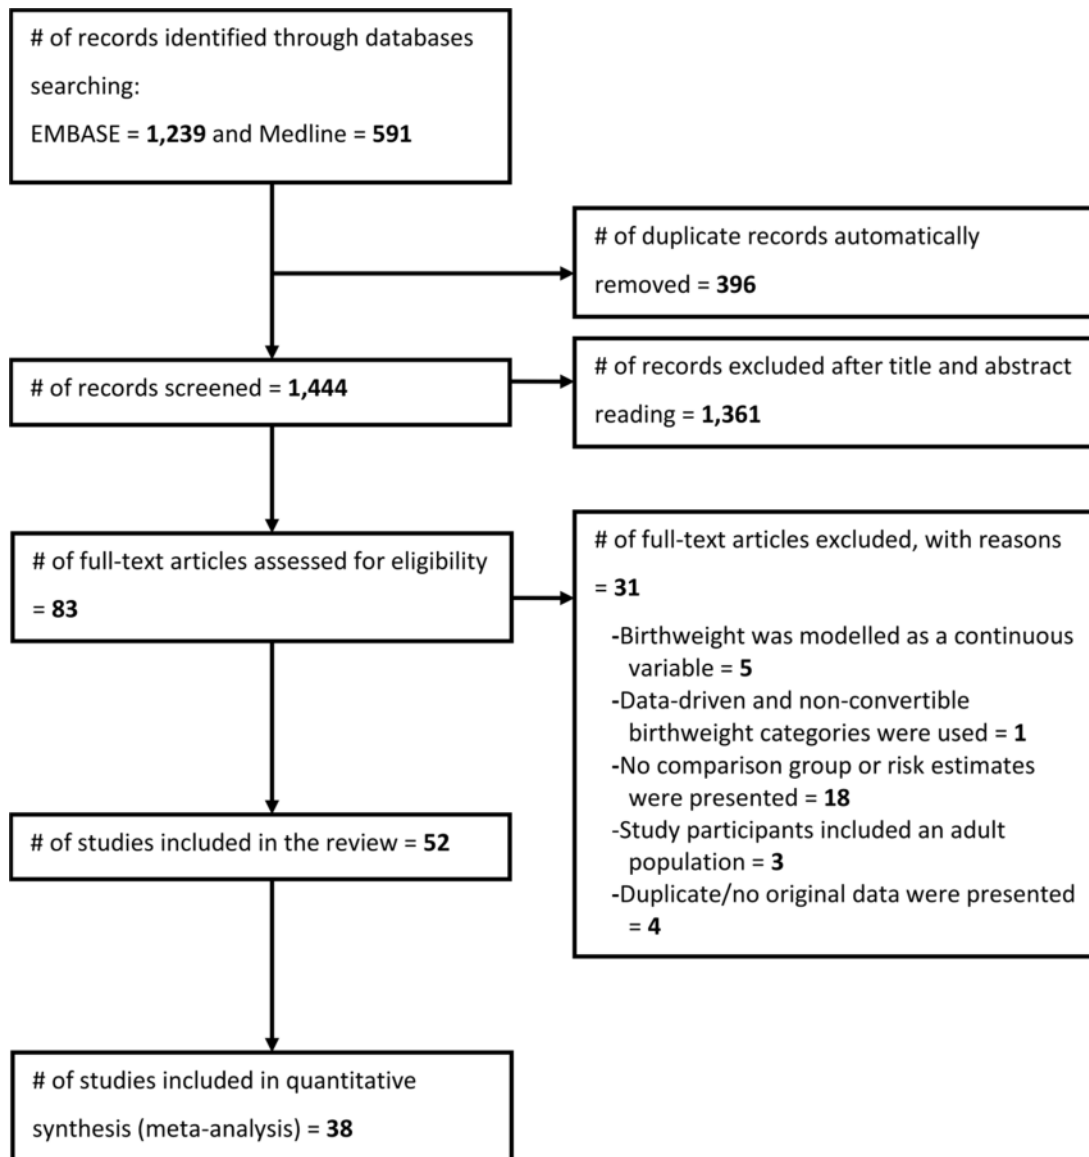 # of records identified through databases
searching:
EMBASE = 1,239 and Medline = 591
# of duplicate records automatically
removed = 396
# of records screened = 1,444
# of records excluded after title and abstract
reading = 1,361
# of full-text articles assessed for eligibility
= 83
# of full-text articles excluded, with reasons
= 31
-Birthweight was modelled as a continuous
variable = 5
-Data-driven and non-convertible
birthweight categories were used = 1
-No comparison group or risk estimates
were presented = 18
-Study participants included an adult
population = 3
-Duplicate/no original data were presented
= 4
# of studies included in the review = 52
# of studies included in quantitative
synthesis (meta-analysis) = 38